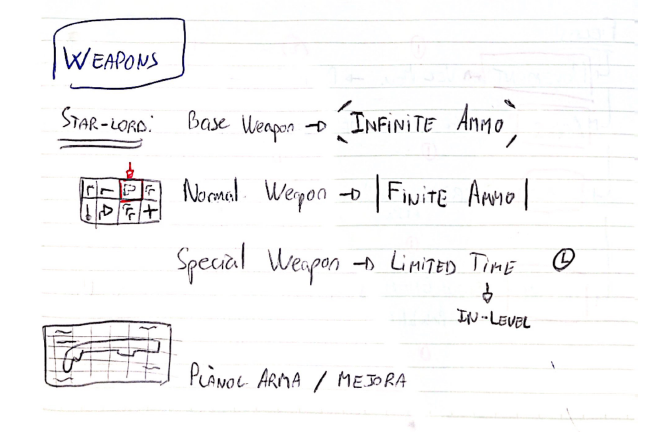 WEAPONS
STAR-LORD: Base Weapon → INFINITE AMMO
Normal Weapon → | FINITE AMMO |
Special Weapon → LIMITED TIME
IN-LEVEL
PLÀNOL ARMA / MEJORA